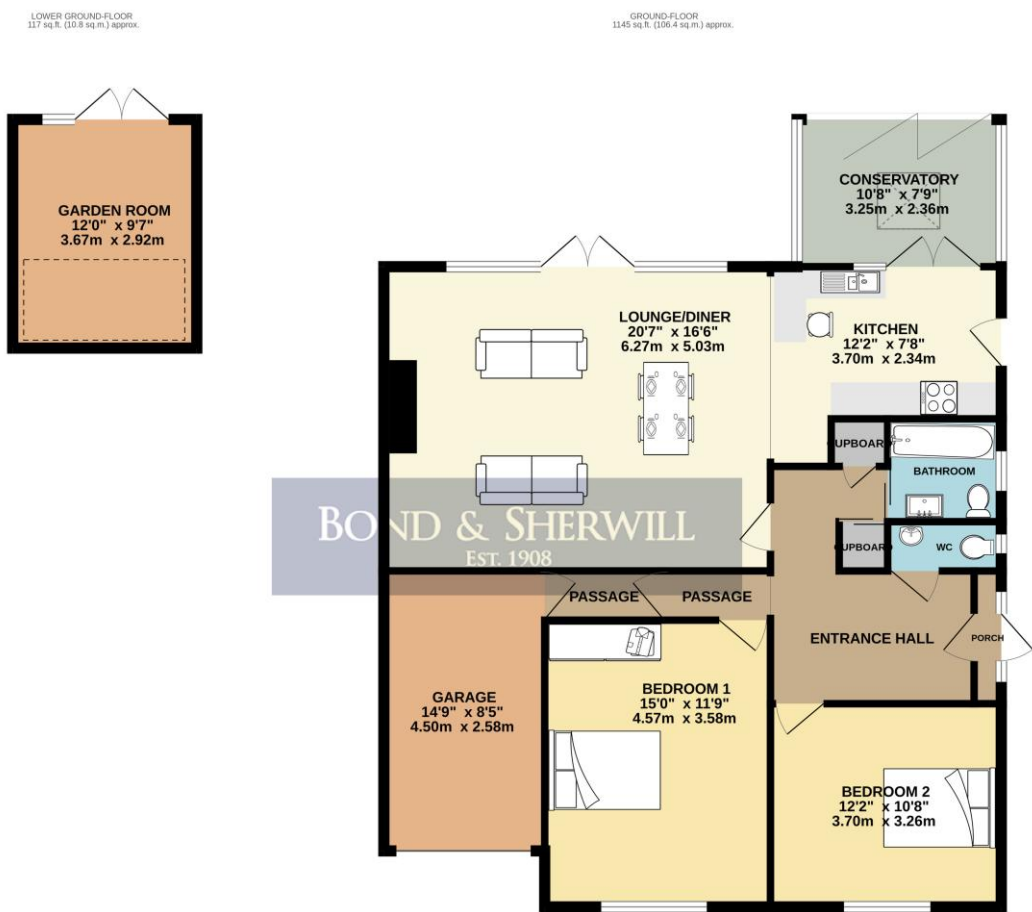 LOWER GROUND-FLOOR
117 sq.ft. (10.8 sq.m.) approx.
GROUND-FLOOR
1145 sq.ft. (106.4 sq.m.) approx.
GARDEN ROOM
12'0" x 9'7"
3.67m x 2.92m
CONSERVATORY
10'8" x 7'9"
3.25m x 2.36m
LOUNGE/DINER
20'7" x 16'6"
6.27m x 5.03m
KITCHEN
12'2" x 7'8"
3.70m x 2.34m
UPBOAR
BATHROOM
BOND & SHERWILL
EST. 1908
UPBOARD
WC
PASSAGE
PASSAGE
ENTRANCE HALL
PORCH
GARAGE
14'9" x 8'5"
4.50m x 2.58m
BEDROOM 1
15'0" x 11'9"
4.57m x 3.58m
BEDROOM 2
12'2" x 10'8"
3.70m x 3.26m